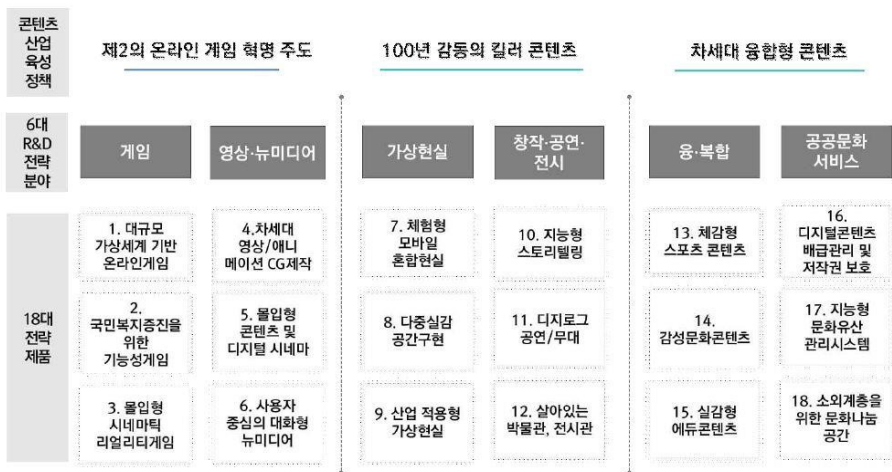 콘텐츠
산업
육성
정책
제2의 온라인 게임 혁명 주도
100년 감동의 킬러 콘텐츠
차세대 융합형 콘텐츠
6대
R&D
전략
분야
게임
영상·뉴미디어
가상현실
창작·공연·
전시
융·복합
공공문화
서비스
18대
전략
제품
1. 대규모
가상세계 기반
온라인게임
4.차세대
영상/애니
메이션 CG제작
7. 체험형
모바일
혼합현실
10. 지능형
스토리텔링
13. 체감형
스포츠 콘텐츠
16.
디지털콘텐츠
배급관리 및
저작권 보호
2.
국민복지증진을
위한
기능성게임
5. 몰입형
콘텐츠 및
디지털 시네마
8. 다중실감
공간구현
11. 디지로그
공연/무대
14.
감성문화콘텐츠
17. 지능형
문화유산
관리시스템
3. 몰입형
시네마틱
리얼리티게임
6. 사용자
중심의 대화형
뉴미디어
9. 산업 적용형
가상현실
12. 살아있는
박물관, 전시관
15. 실감형
에듀콘텐츠
18. 소외계층을
위한 문화나눔
공간